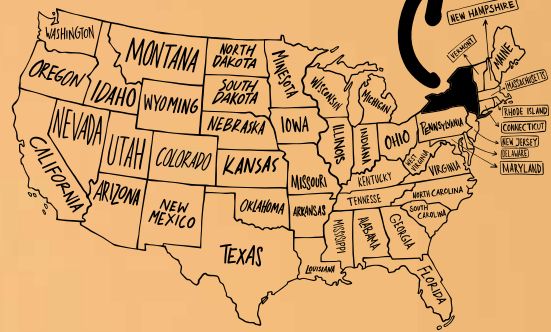 NEW HAMPSHIRE
WASHINGTON
MONTANA
NORTH
DAKOTA
MINNESOTA
VERMONT
MAINE
OREGON
IDAHO
WYOMING
SOUTH
DAKOTA
WISCONSIN
MICHIGAN
MASSACHUSETTS
RHODE ISLAND
CONNECTICUT
NEW JERSEY
DELAWARE
MARYLAND
NEVADA
UTAH
COLORADO
NEBRASKA
IOWA
ILLINOIS
INDIANA
OHIO
PENNSYLVANIA
CALIFORNIA
KANSAS
MISSOURI
KENTUCKY
WEST
VIRGINIA
VIRGINIA
ARIZONA
NEW
MEXICO
OKLAHOMA
ARKANSAS
TENNESSEE
NORTH CAROLINA
SOUTH
CAROLINA
TEXAS
LOUISIANA
MISSISSIPPI
ALABAMA
GEORGIA
FLORIDA